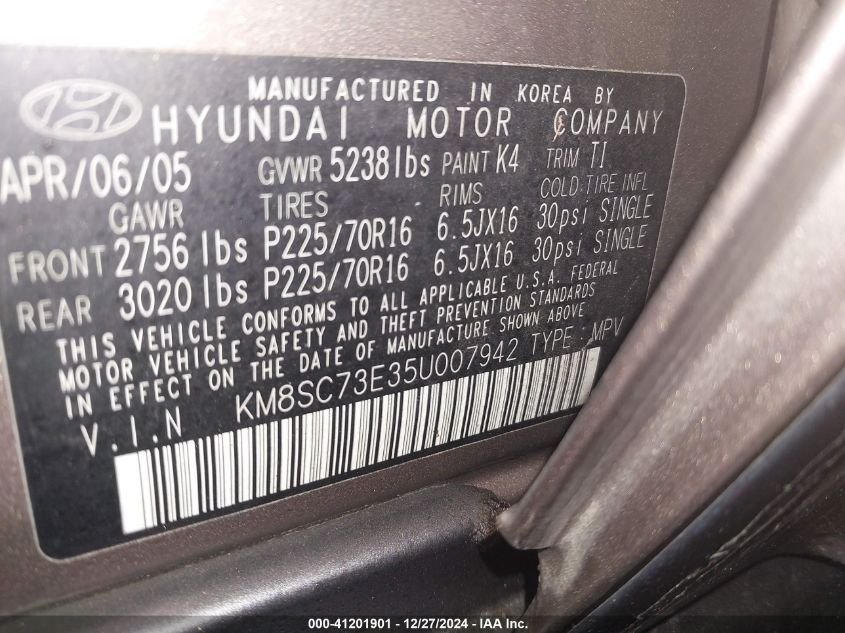 MANUFACTURED IN KOREA BY
HYUNDAI MOTOR COMPANY
APR/06/05 GVWR 5238lbs PAINT K4 TRIM TI
GAWR TIRES RIMS COLD TIRE INFL
FRONT 2756 lbs P225/70R16 6.5JX16 30psi SINGLE
REAR 3020 lbs P225/70R16 6.5JX16 30psi SINGLE
THIS VEHICLE CONFORMS TO ALL APPLICABLE U.S.A. FEDERAL
MOTOR VEHICLE SAFETY AND THEFT PREVENTION STANDARDS
IN EFFECT ON THE DATE OF MANUFACTURE SHOWN ABOVE
V.I.N KM8SC73E35U007942 TYPE : MPV
000-41201901 - 12/27/2024 - IAA Inc.